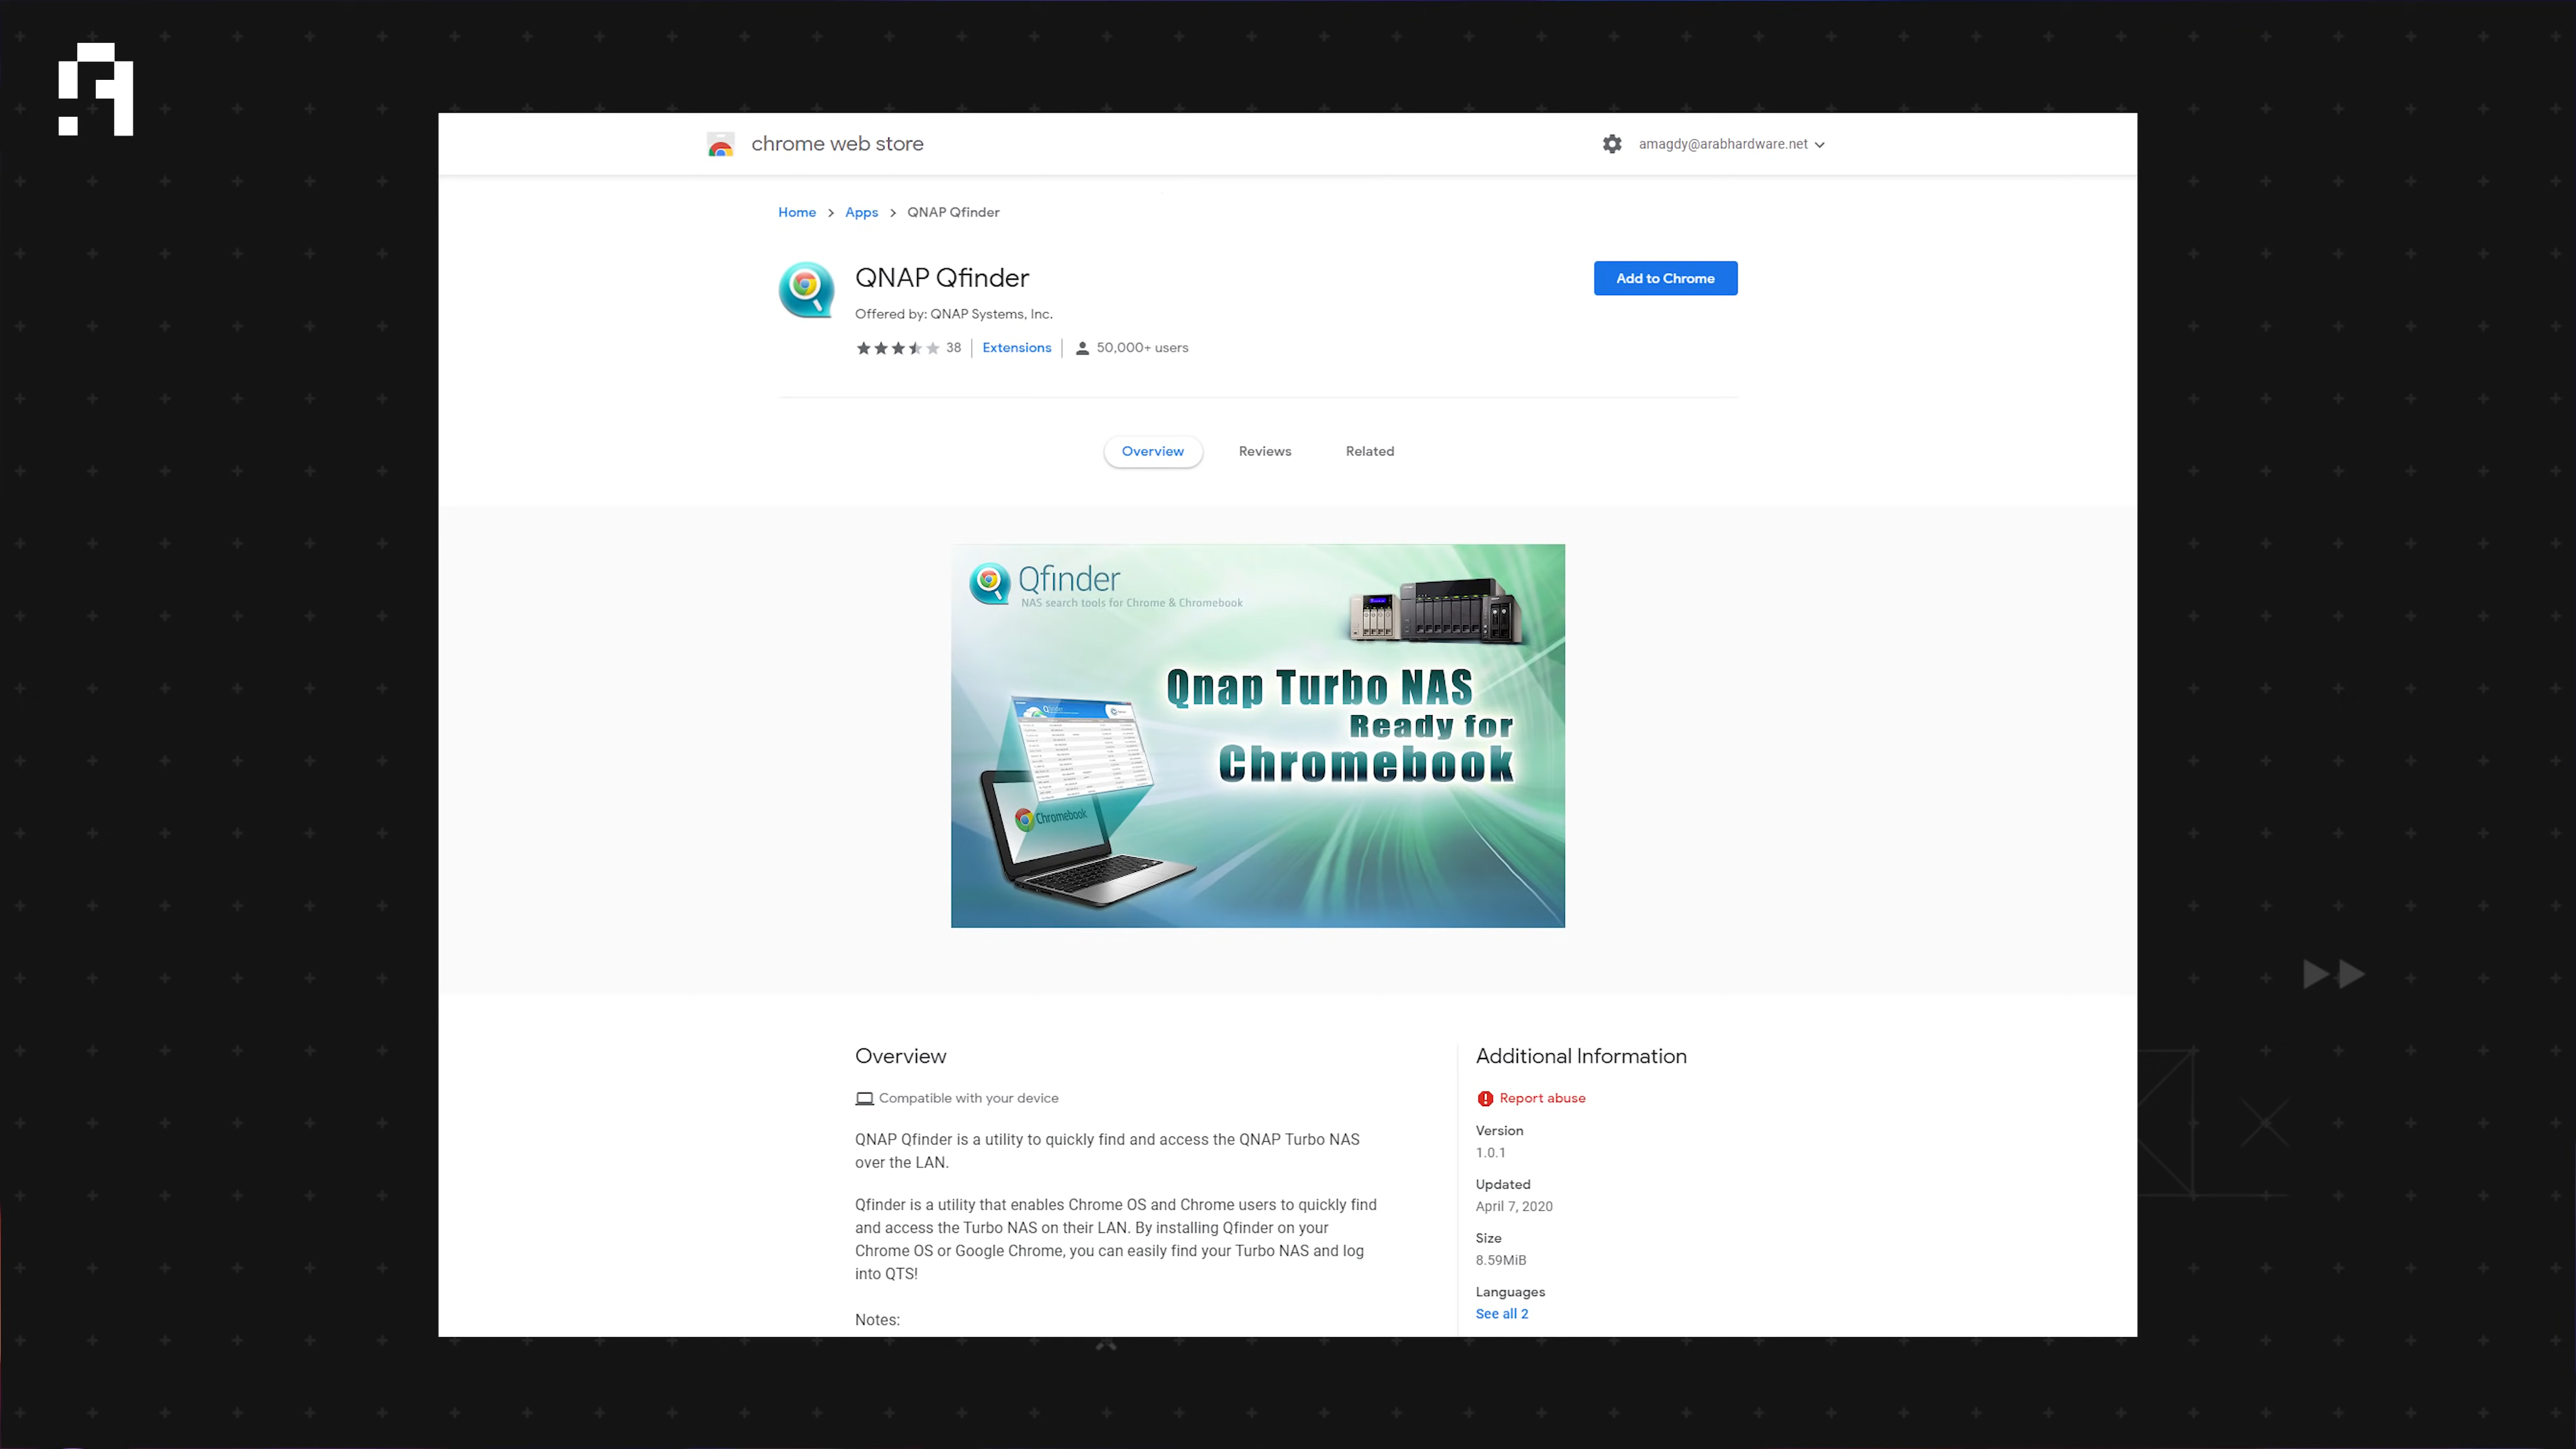 chrome web store
amagdy@arabhardware.net
Home > Apps > QNAP Qfinder
QNAP Qfinder
Add to Chrome
Offered by: QNAP Systems, Inc.
38 | Extensions | 50,000+ users
Overview
Reviews
Related
Qfinder
NAS search tools for Chrome & Chromebook
Qnap Turbo NAS
Ready for
Chromebook
Qfinder
Chromebook
Overview
Compatible with your device
QNAP Qfinder is a utility to quickly find and access the QNAP Turbo NAS
over the LAN.
Qfinder is a utility that enables Chrome OS and Chrome users to quickly find
and access the Turbo NAS on their LAN. By installing Qfinder on your
Chrome OS or Google Chrome, you can easily find your Turbo NAS and log
into QTS!
Notes:
Additional Information
Report abuse
Version
1.0.1
Updated
April 7, 2020
Size
8.59MiB
Languages
See all 2